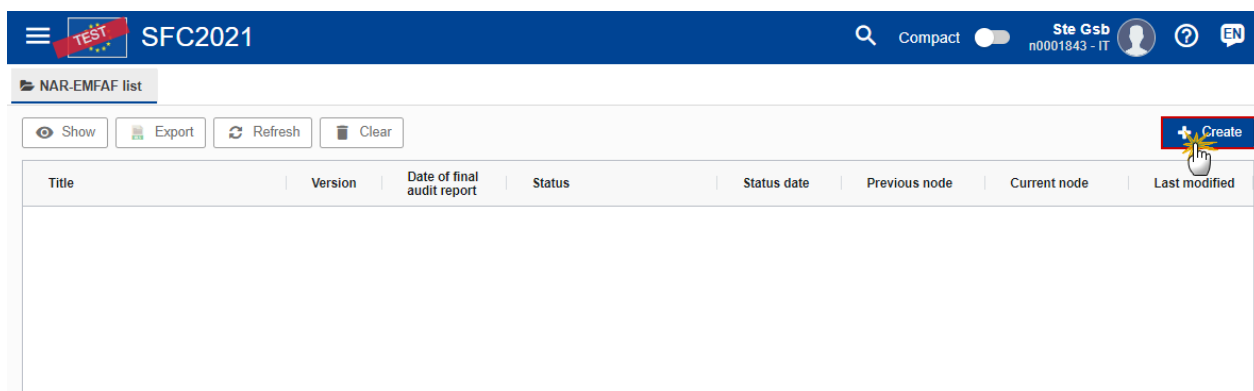 TEST SFC2021 Compact Ste Gsb EN
n0001843 - IT
NAR-EMFAF list
Show Export Refresh Clear Create
Title Version Date of final audit report Status Status date Previous node Current node Last modified